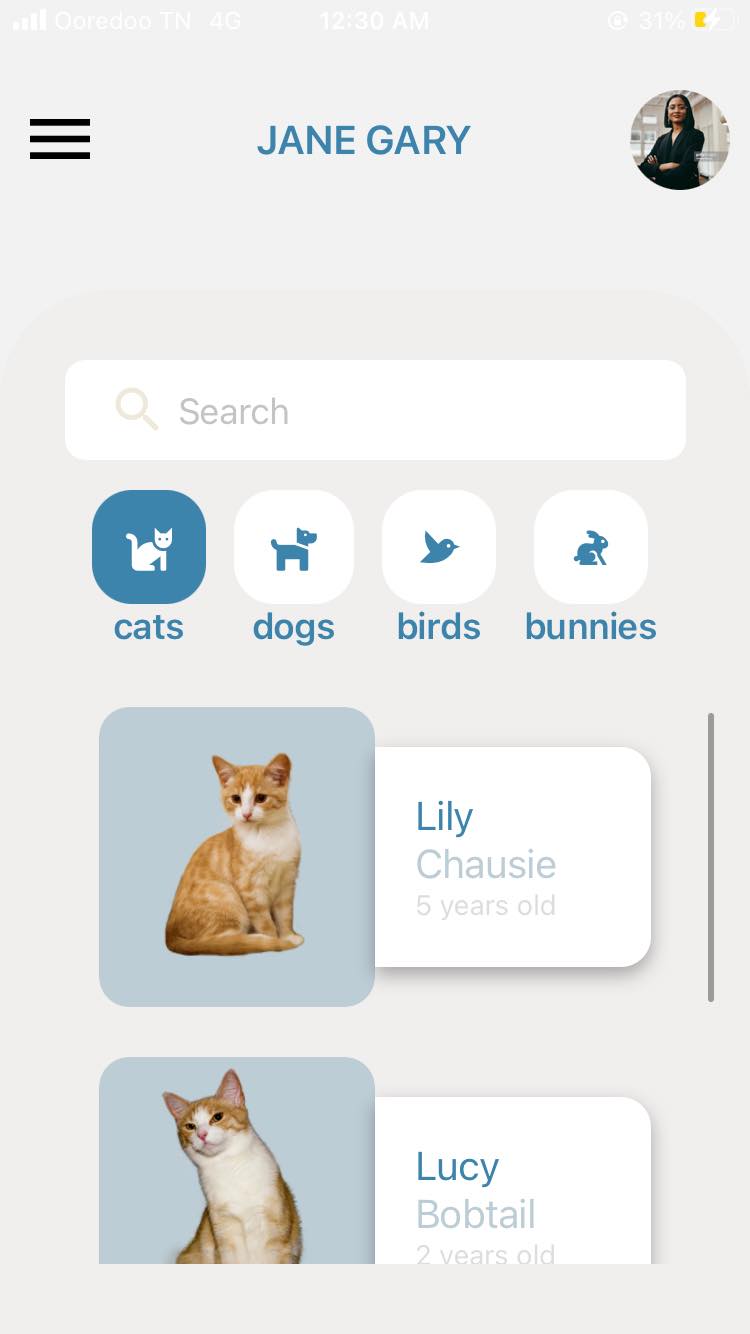 Ooredoo TN 4G 12:30 AM 31%
JANE GARY
Search
cats dogs birds bunnies
Lily
Chausie
5 years old
Lucy
Bobtail
2 years old